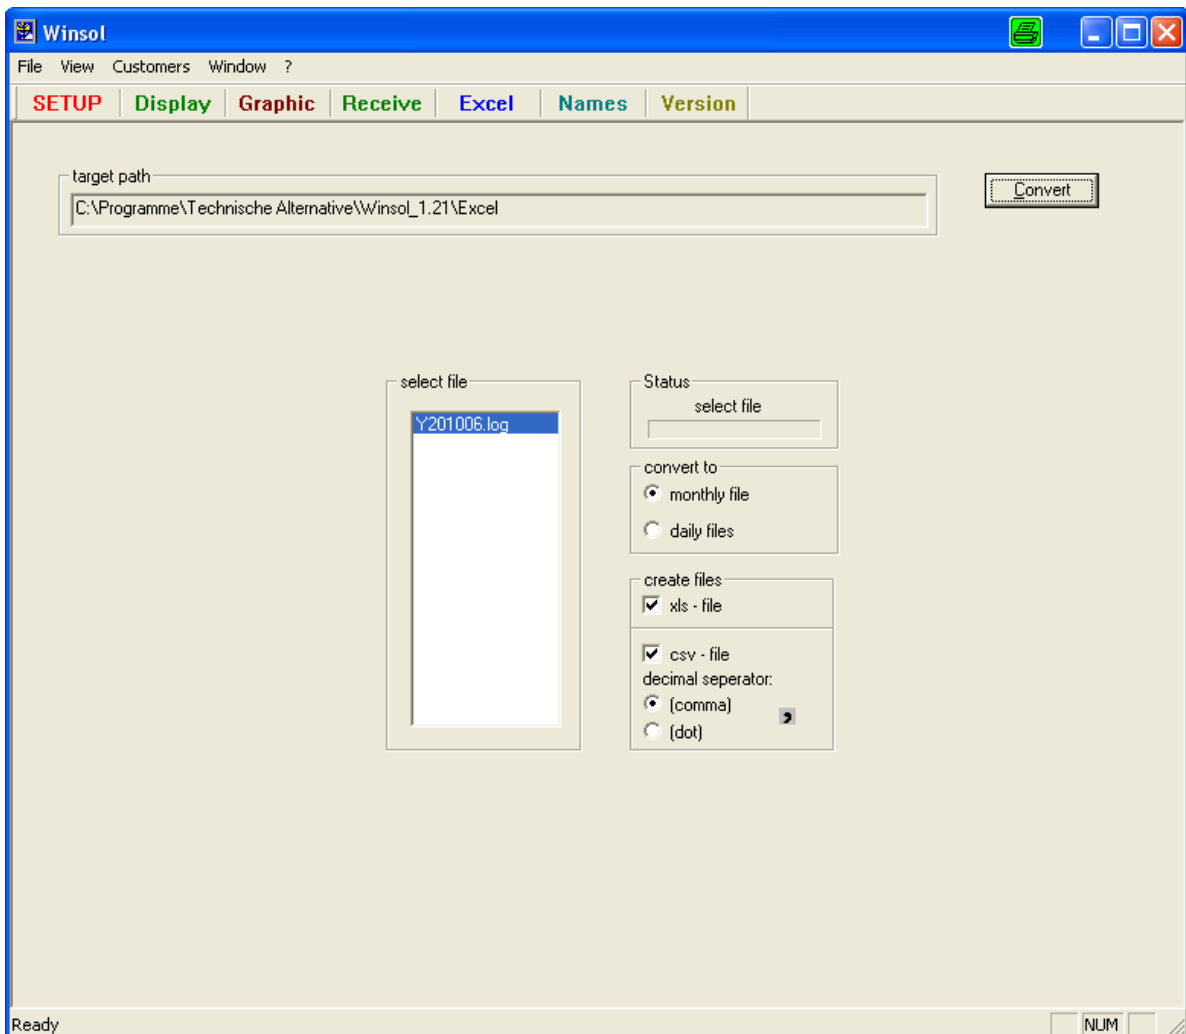 Winsol
File View Customers Window ?
SETUP Display Graphic Receive Excel Names Version
target path
C:\Programme\Technische Alternative\Winsol_1.21\Excel
Convert
select file
Y201006.log
Status
select file
convert to
monthly file
daily files
create files
xls - file
csv - file
decimal seperator:
(comma)
,
(dot)
Ready NUM